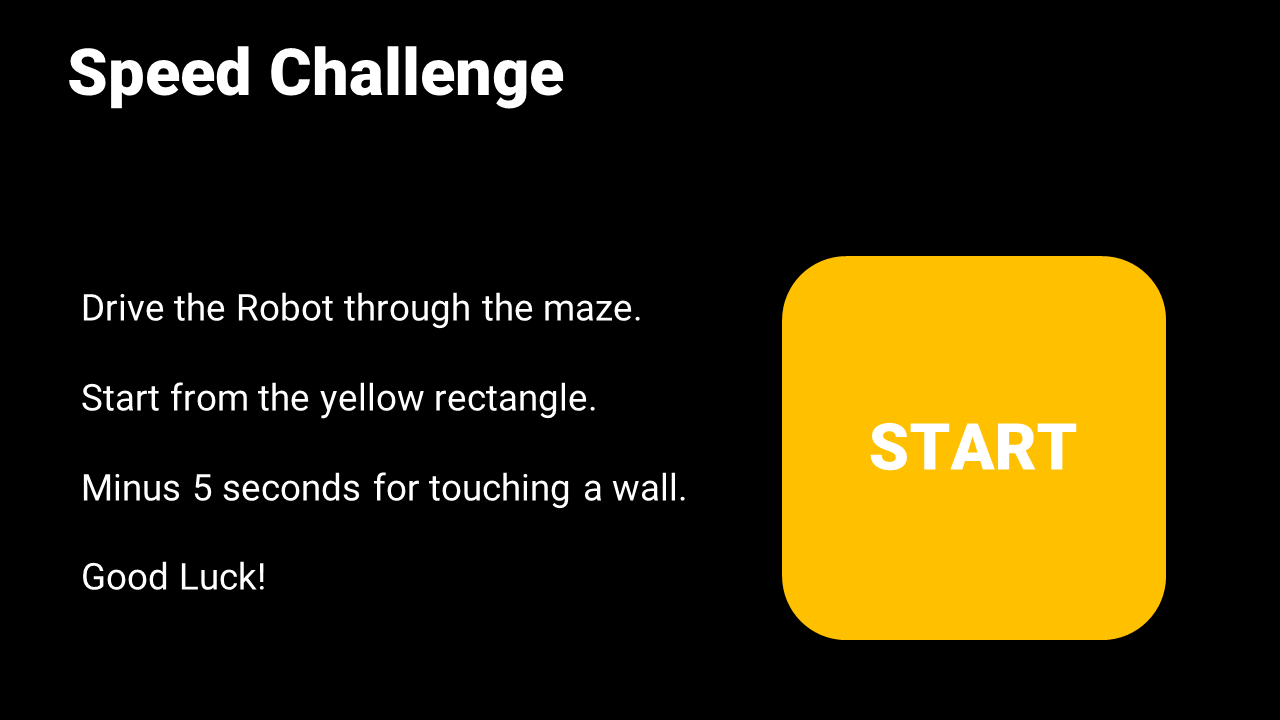 Speed Challenge
Drive the Robot through the maze.
Start from the yellow rectangle.
Minus 5 seconds for touching a wall.
Good Luck!
START